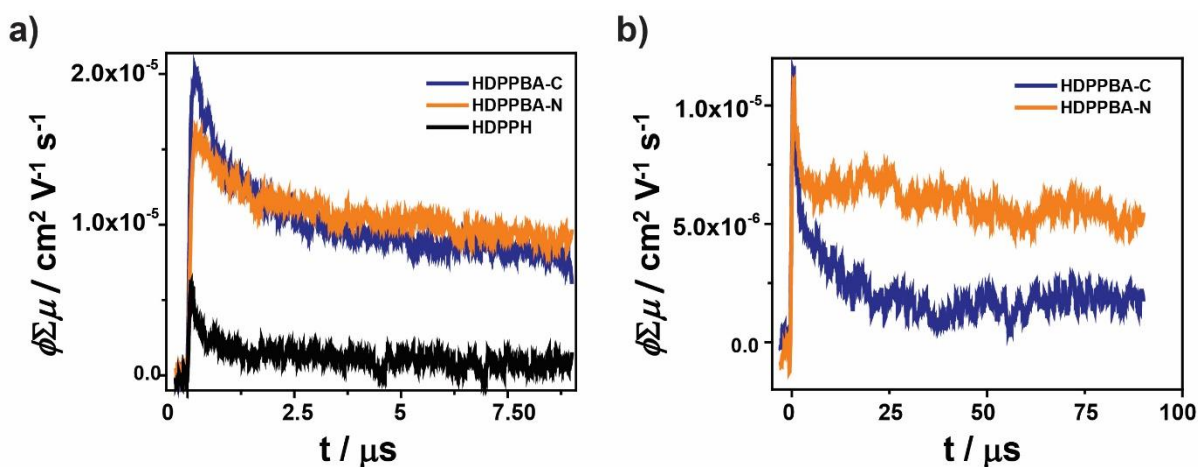 a)
2.0x10-5
1.0x10-5
0.0
ϕΣμ / cm2 V-1 s-1
HDPPBA-C
HDPPBA-N
HDPPH
0
2.5
5
7.50
t / μs
b)
1.0x10-5
5.0x10-6
0.0
ϕΣμ / cm2 V-1 s-1
HDPPBA-C
HDPPBA-N
0
25
50
75
100
t / μs